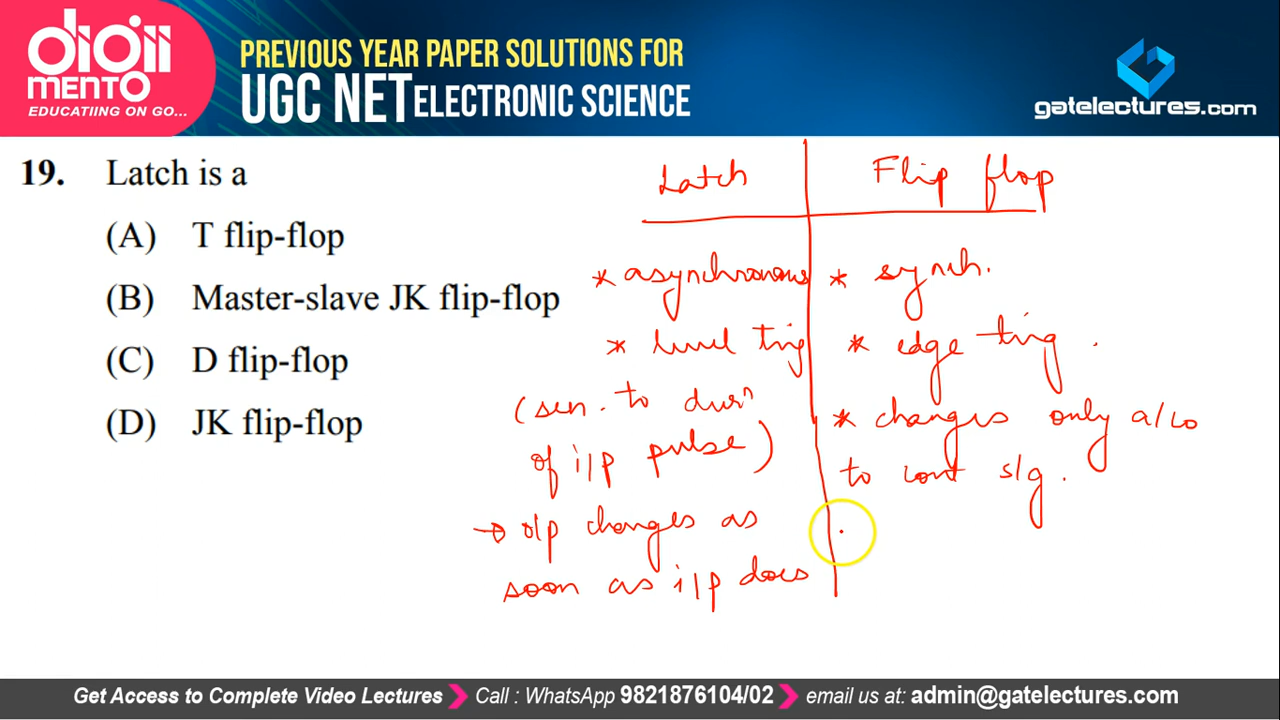 digii
MENTO
EDUCATIING ON GO...
PREVIOUS YEAR PAPER SOLUTIONS FOR
UGC NET ELECTRONIC SCIENCE
gatelectures.com
19. Latch is a
(A) T flip-flop
(B) Master-slave JK flip-flop
(C) D flip-flop
(D) JK flip-flop
Latch
* asynchronous
* level trig
(sen. to durn
of i/p pulse)
→ o/p changes as
soon as i/p does
Flip flop
* synch.
* edge trig.
* changes only a/co
to cont s/g.
Get Access to Complete Video Lectures Call : WhatsApp 9821876104/02 email us at: admin@gatelectures.com